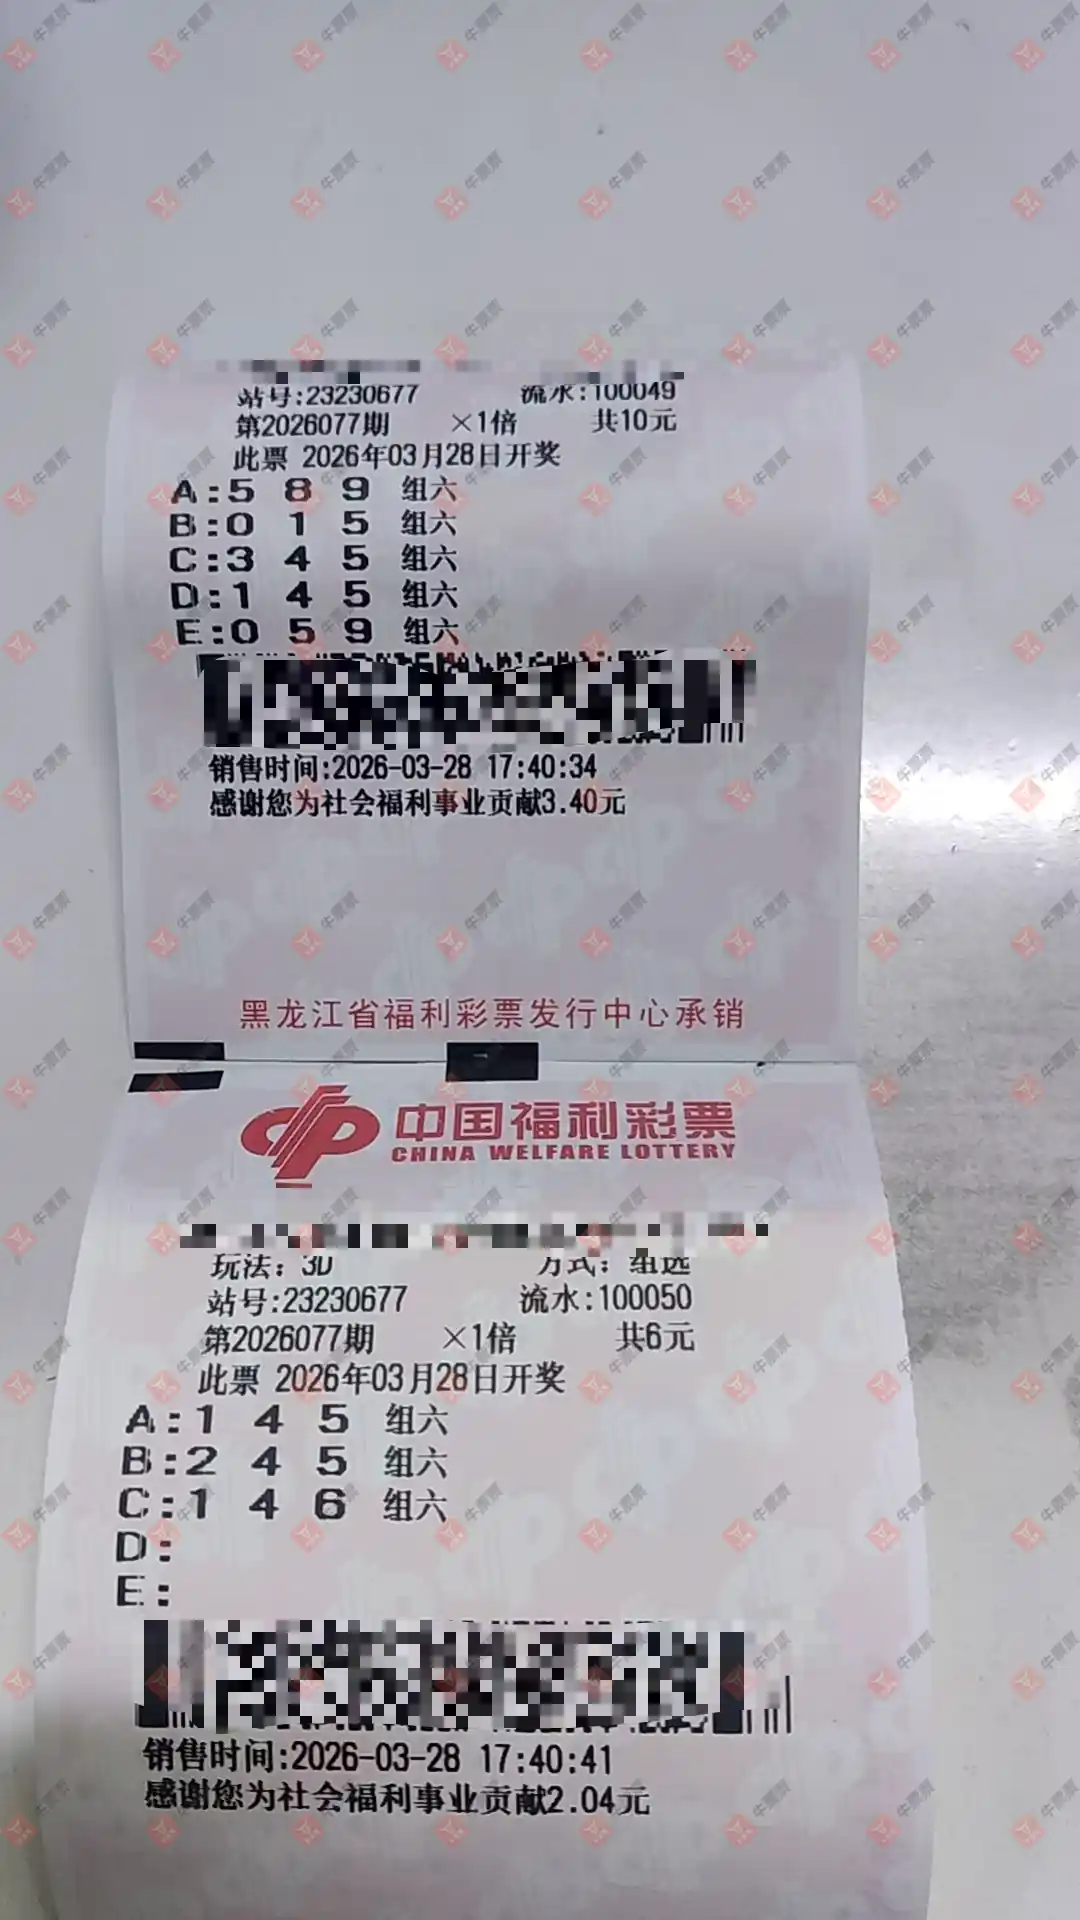 站号:23230677 流水:100049
第2026077期 ×1倍 共10元
此票 2026年03月28日开奖
A:5 8 9 组六
B:0 1 5 组六
C:3 4 5 组六
D:1 4 5 组六
E:0 5 9 组六
销售时间:2026-03-28 17:40:34
感谢您为社会福利事业贡献3.40元
黑龙江省福利彩票发行中心承销
中国福利彩票
CHINA WELFARE LOTTERY
玩法: 3D 方式: 组选
站号:23230677 流水:100050
第2026077期 ×1倍 共6元
此票 2026年03月28日开奖
A:1 4 5 组六
B:2 4 5 组六
C:1 4 6 组六
D:
E:
销售时间:2026-03-28 17:40:41
感谢您为社会福利事业贡献2.04元
牛票票